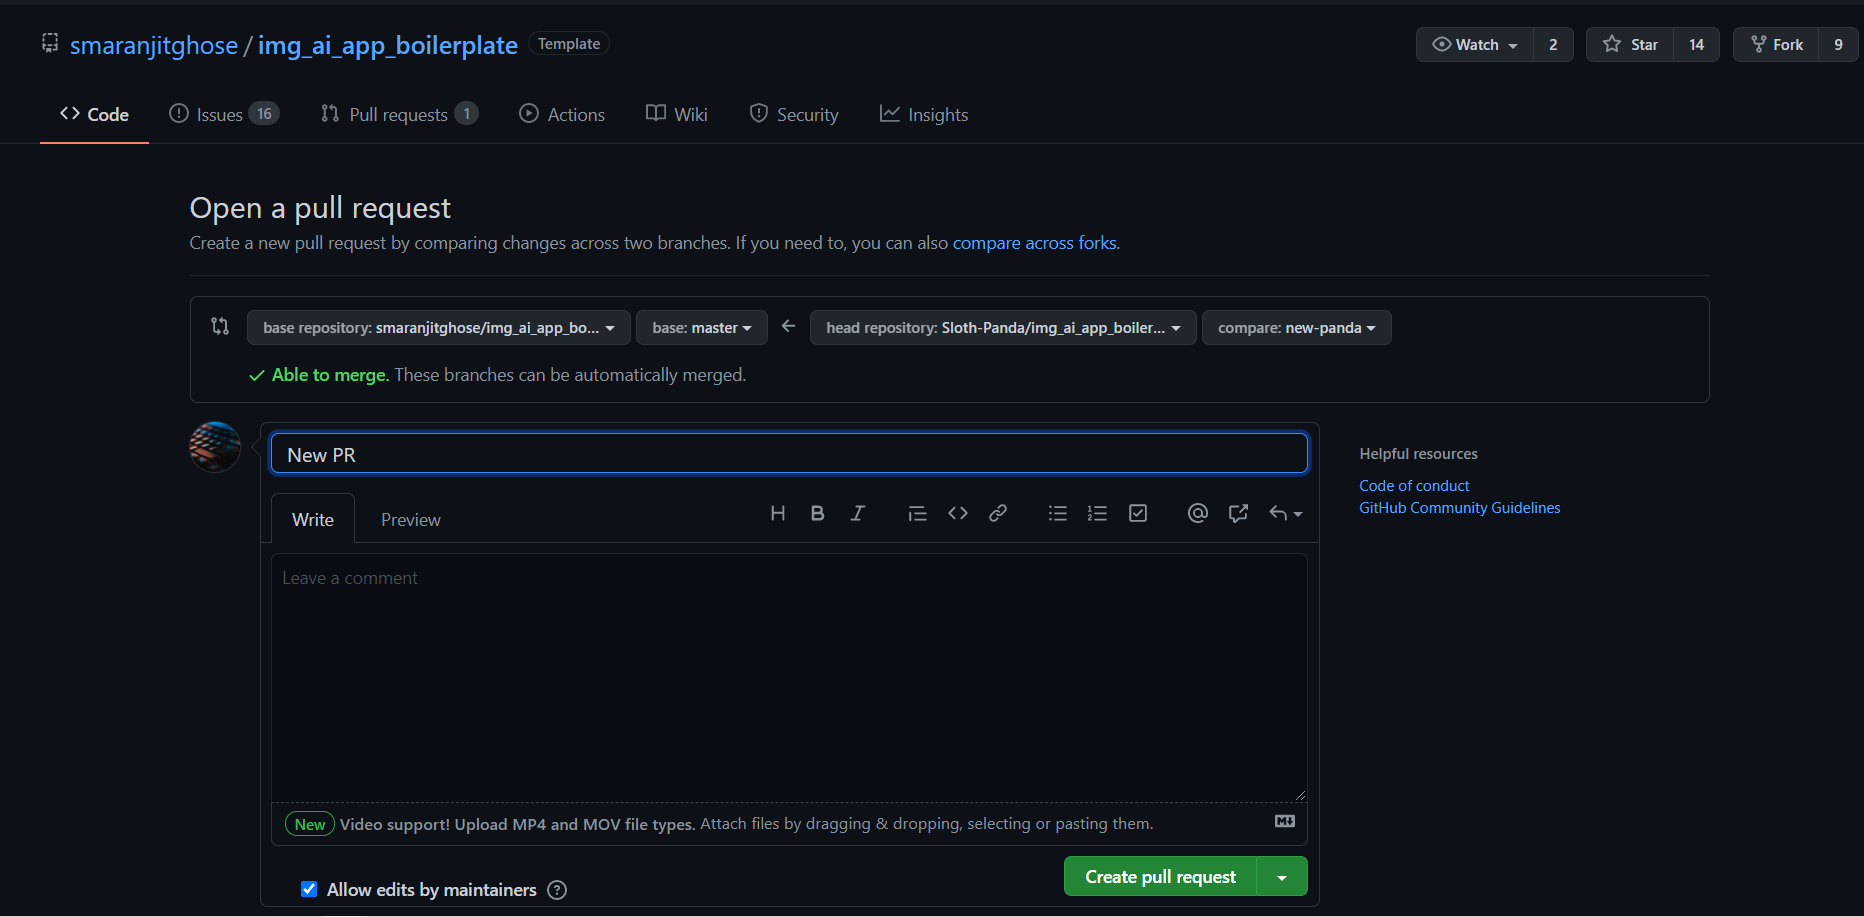 smaranjitghose / img_ai_app_boilerplate Template Watch 2 Star 14 Fork 9
Code Issues 16 Pull requests 1 Actions Wiki Security Insights
Open a pull request
Create a new pull request by comparing changes across two branches. If you need to, you can also compare across forks.
base repository: smaranjitghose/img_ai_app_bo... base: master head repository: Sloth-Panda/img_ai_app_boiler... compare: new-panda
Able to merge. These branches can be automatically merged.
New PR
Helpful resources
Code of conduct
GitHub Community Guidelines
Write Preview H B I
Leave a comment
New Video support! Upload MP4 and MOV file types. Attach files by dragging & dropping, selecting or pasting them.
Allow edits by maintainers ? Create pull request